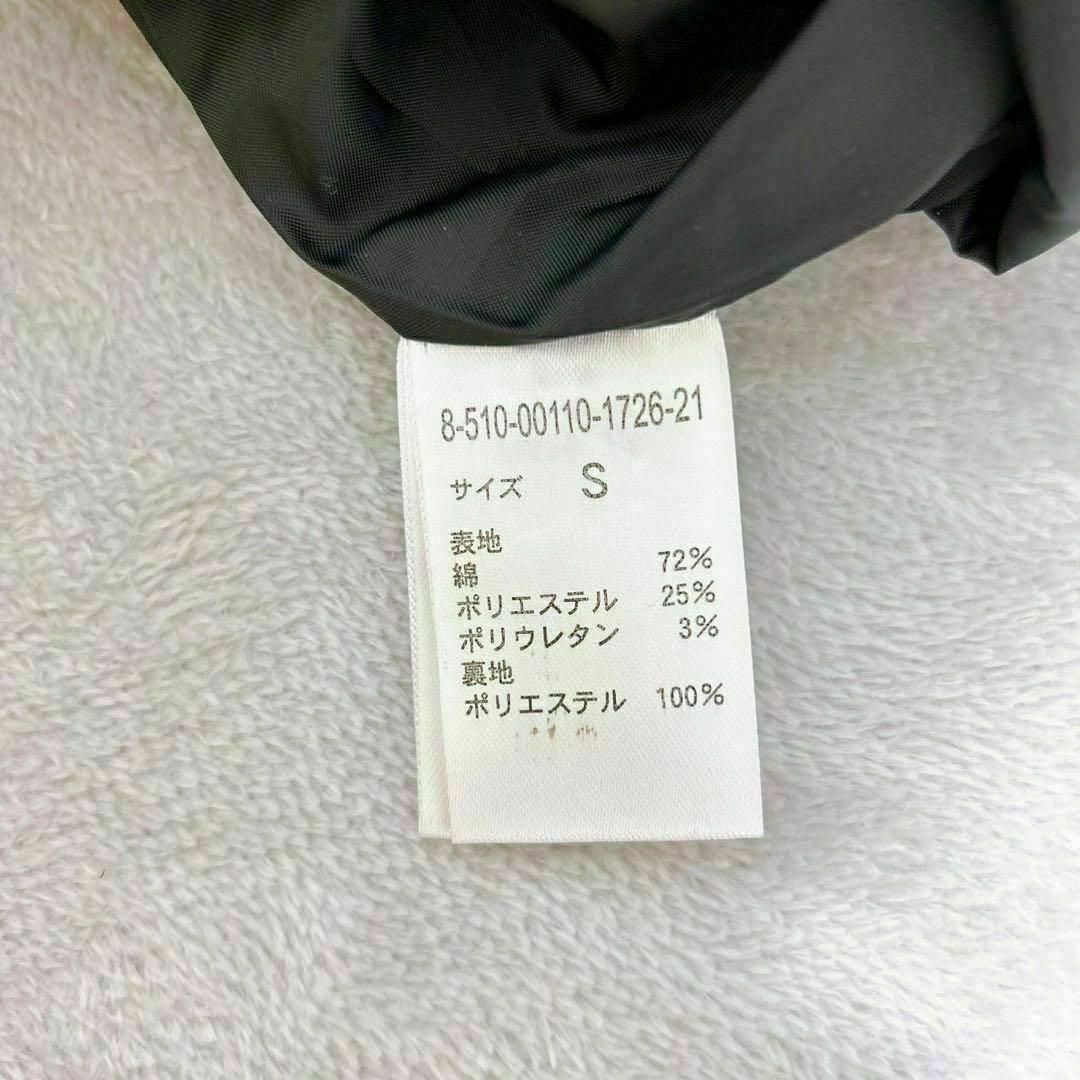 8-510-00110-1726-21
サイズ S
表地
綿 72%
ポリエステル 25%
ポリウレタン 3%
裏地
ポリエステル 100%